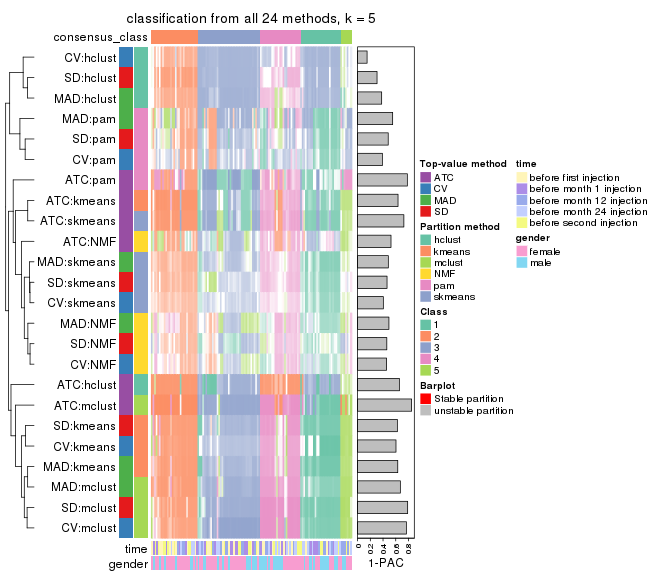 classification from all 24 methods, k = 5
consensus_class
CV:hclust
SD:hclust
MAD:hclust
MAD:pam
SD:pam
CV:pam
ATC:pam
ATC:kmeans
ATC:skmeans
ATC:NMF
MAD:skmeans
SD:skmeans
CV:skmeans
MAD:NMF
SD:NMF
CV:NMF
ATC:hclust
ATC:mclust
SD:kmeans
CV:kmeans
MAD:kmeans
MAD:mclust
SD:mclust
CV:mclust
time
gender
0 0.2 0.4 0.6 0.8
1-PAC
Top-value method
ATC
CV
MAD
SD
Partition method
hclust
kmeans
mclust
NMF
pam
skmeans
Class
1
2
3
4
5
Barplot
Stable partition
unstable partition
time
before first injection
before month 1 injection
before month 12 injection
before month 24 injection
before second injection
gender
female
male